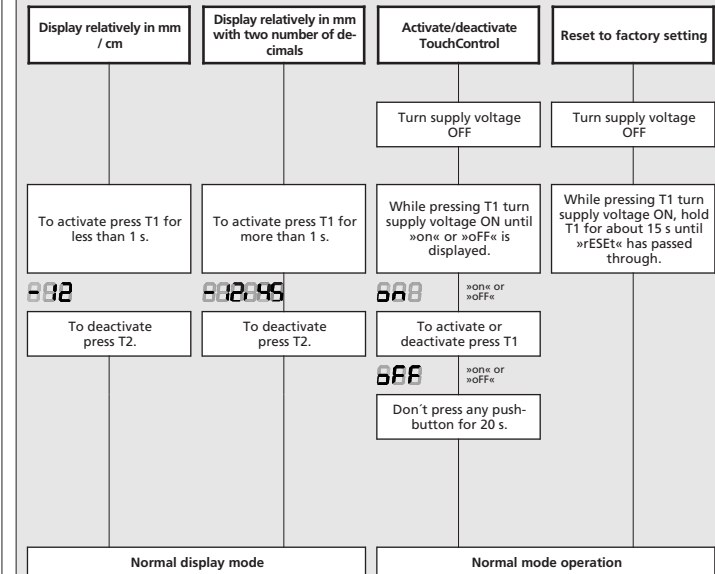 Display relatively in mm
/ cm
Display relatively in mm
with two number of de-
cimals
Activate/deactivate
TouchControl
Reset to factory setting
Turn supply voltage
OFF
Turn supply voltage
OFF
To activate press T1 for
less than 1 s.
To activate press T1 for
more than 1 s.
While pressing T1 turn
supply voltage ON until
»on« or »oFF« is
displayed.
While pressing T1 turn
supply voltage ON, hold
T1 for about 15 s until
»rESEt« has passed
through.
-12
-12.45
on
»on« or
»oFF«
To deactivate
press T2.
To deactivate
press T2.
To activate or
deactivate press T1
oFF
»on« or
»oFF«
Don´t press any push-
button for 20 s.
Normal display mode
Normal mode operation